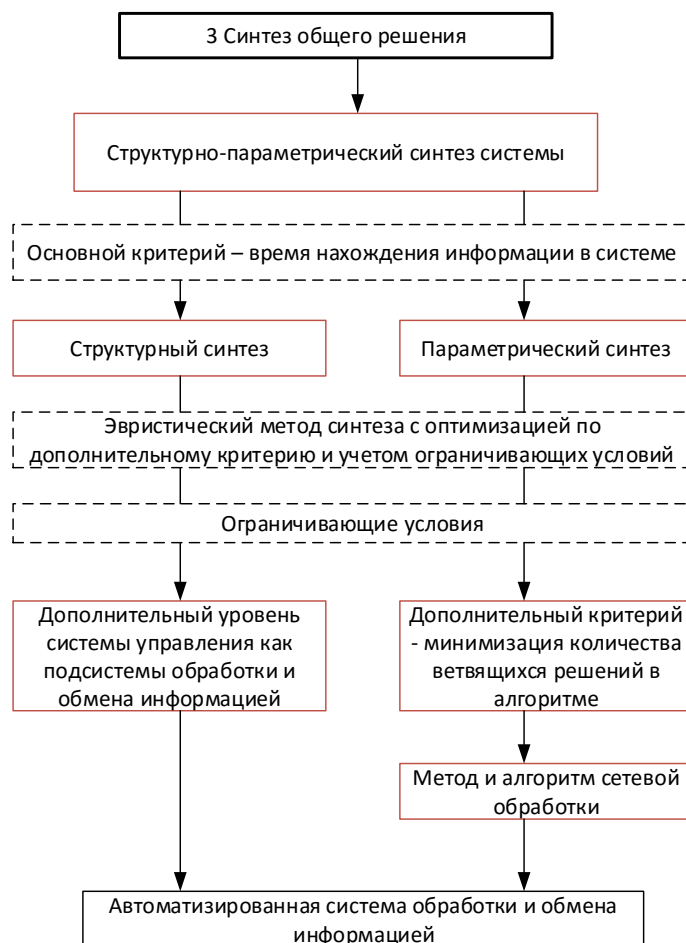 3 Синтез общего решения
Структурно-параметрический синтез системы
Основной критерий – время нахождения информации в системе
Структурный синтез
Параметрический синтез
Эвристический метод синтеза с оптимизацией по
дополнительному критерию и учетом ограничивающих условий
Ограничивающие условия
Дополнительный уровень
системы управления как
подсистемы обработки и
обмена информацией
Дополнительный критерий
- минимизация количества
ветвящихся решений в
алгоритме
Метод и алгоритм сетевой
обработки
Автоматизированная система обработки и обмена
информацией